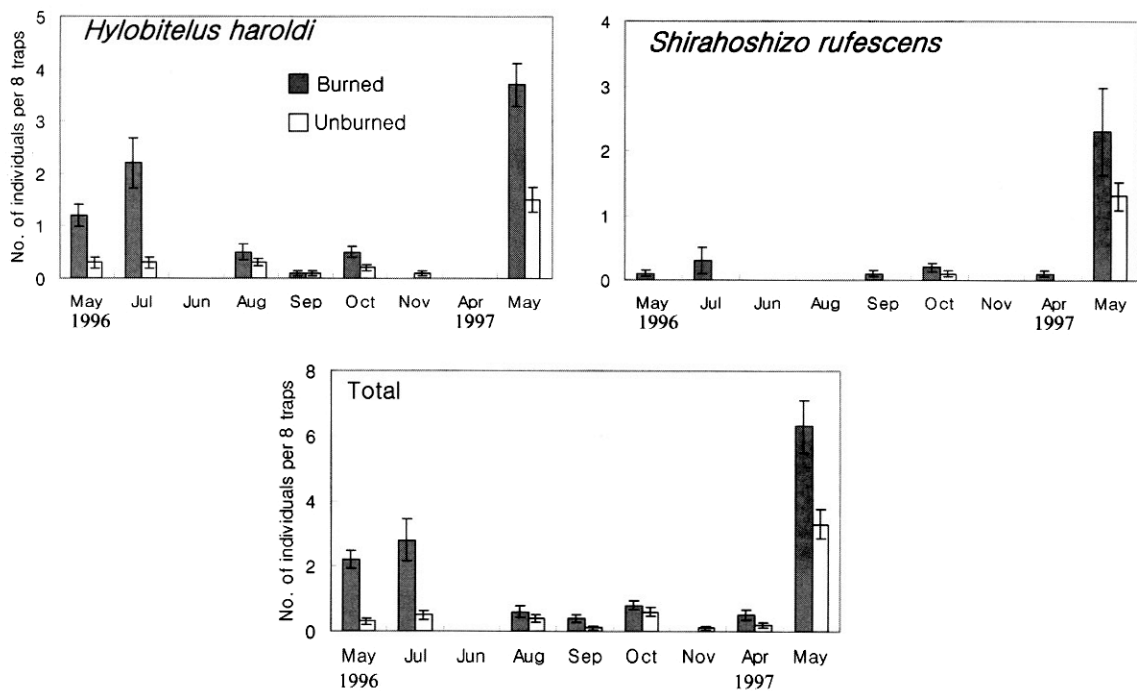 Hylobitelus haroldi
No. of individuals per 8 traps
5
4
3
2
1
0
Burned
Unburned
May Jul Jun Aug Sep Oct Nov Apr May
1996 1997
Shirahoshizo rufescens
4
3
2
1
0
May Jul Jun Aug Sep Oct Nov Apr May
1996 1997
Total
No. of individuals per 8 traps
8
6
4
2
0
May Jul Jun Aug Sep Oct Nov Apr May
1996 1997